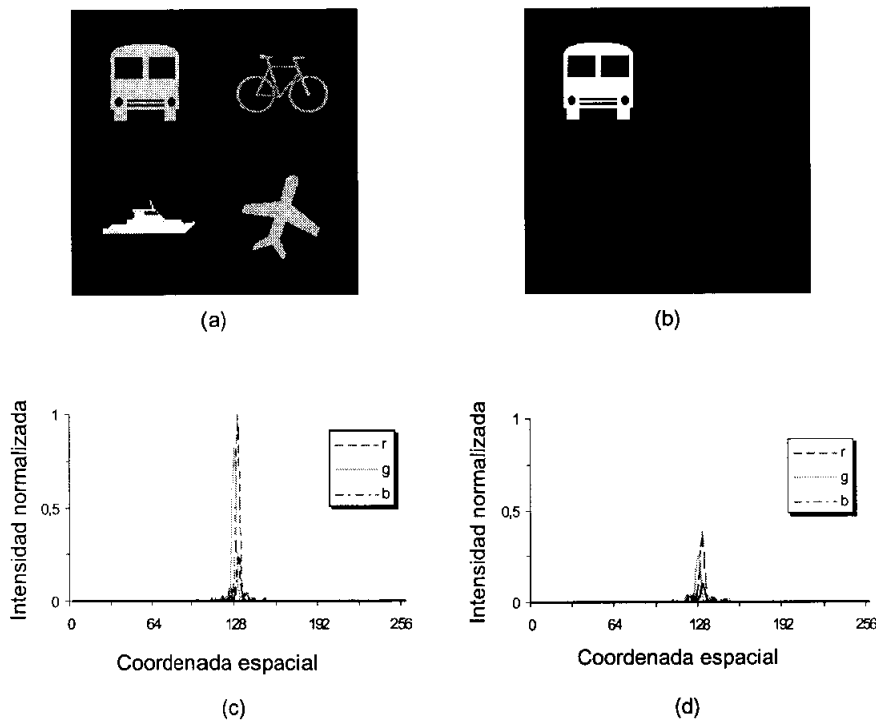 (a)
(b)
Intensidad normalizada
1
0,5
0
r
g
b
0
64
128
192
256
Coordenada espacial
(c)
Intensidad normalizada
1
0,5
0
r
g
b
0
64
128
192
256
Coordenada espacial
(d)